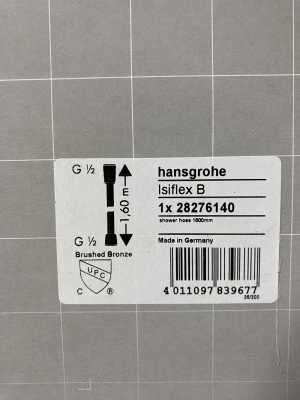 G ½
1,60 m
G ½
Brushed Bronze
UPC
C ®
hansgrohe
Isiflex B
1x 28276140
shower hose 1600mm
Made in Germany
4 011097 839677